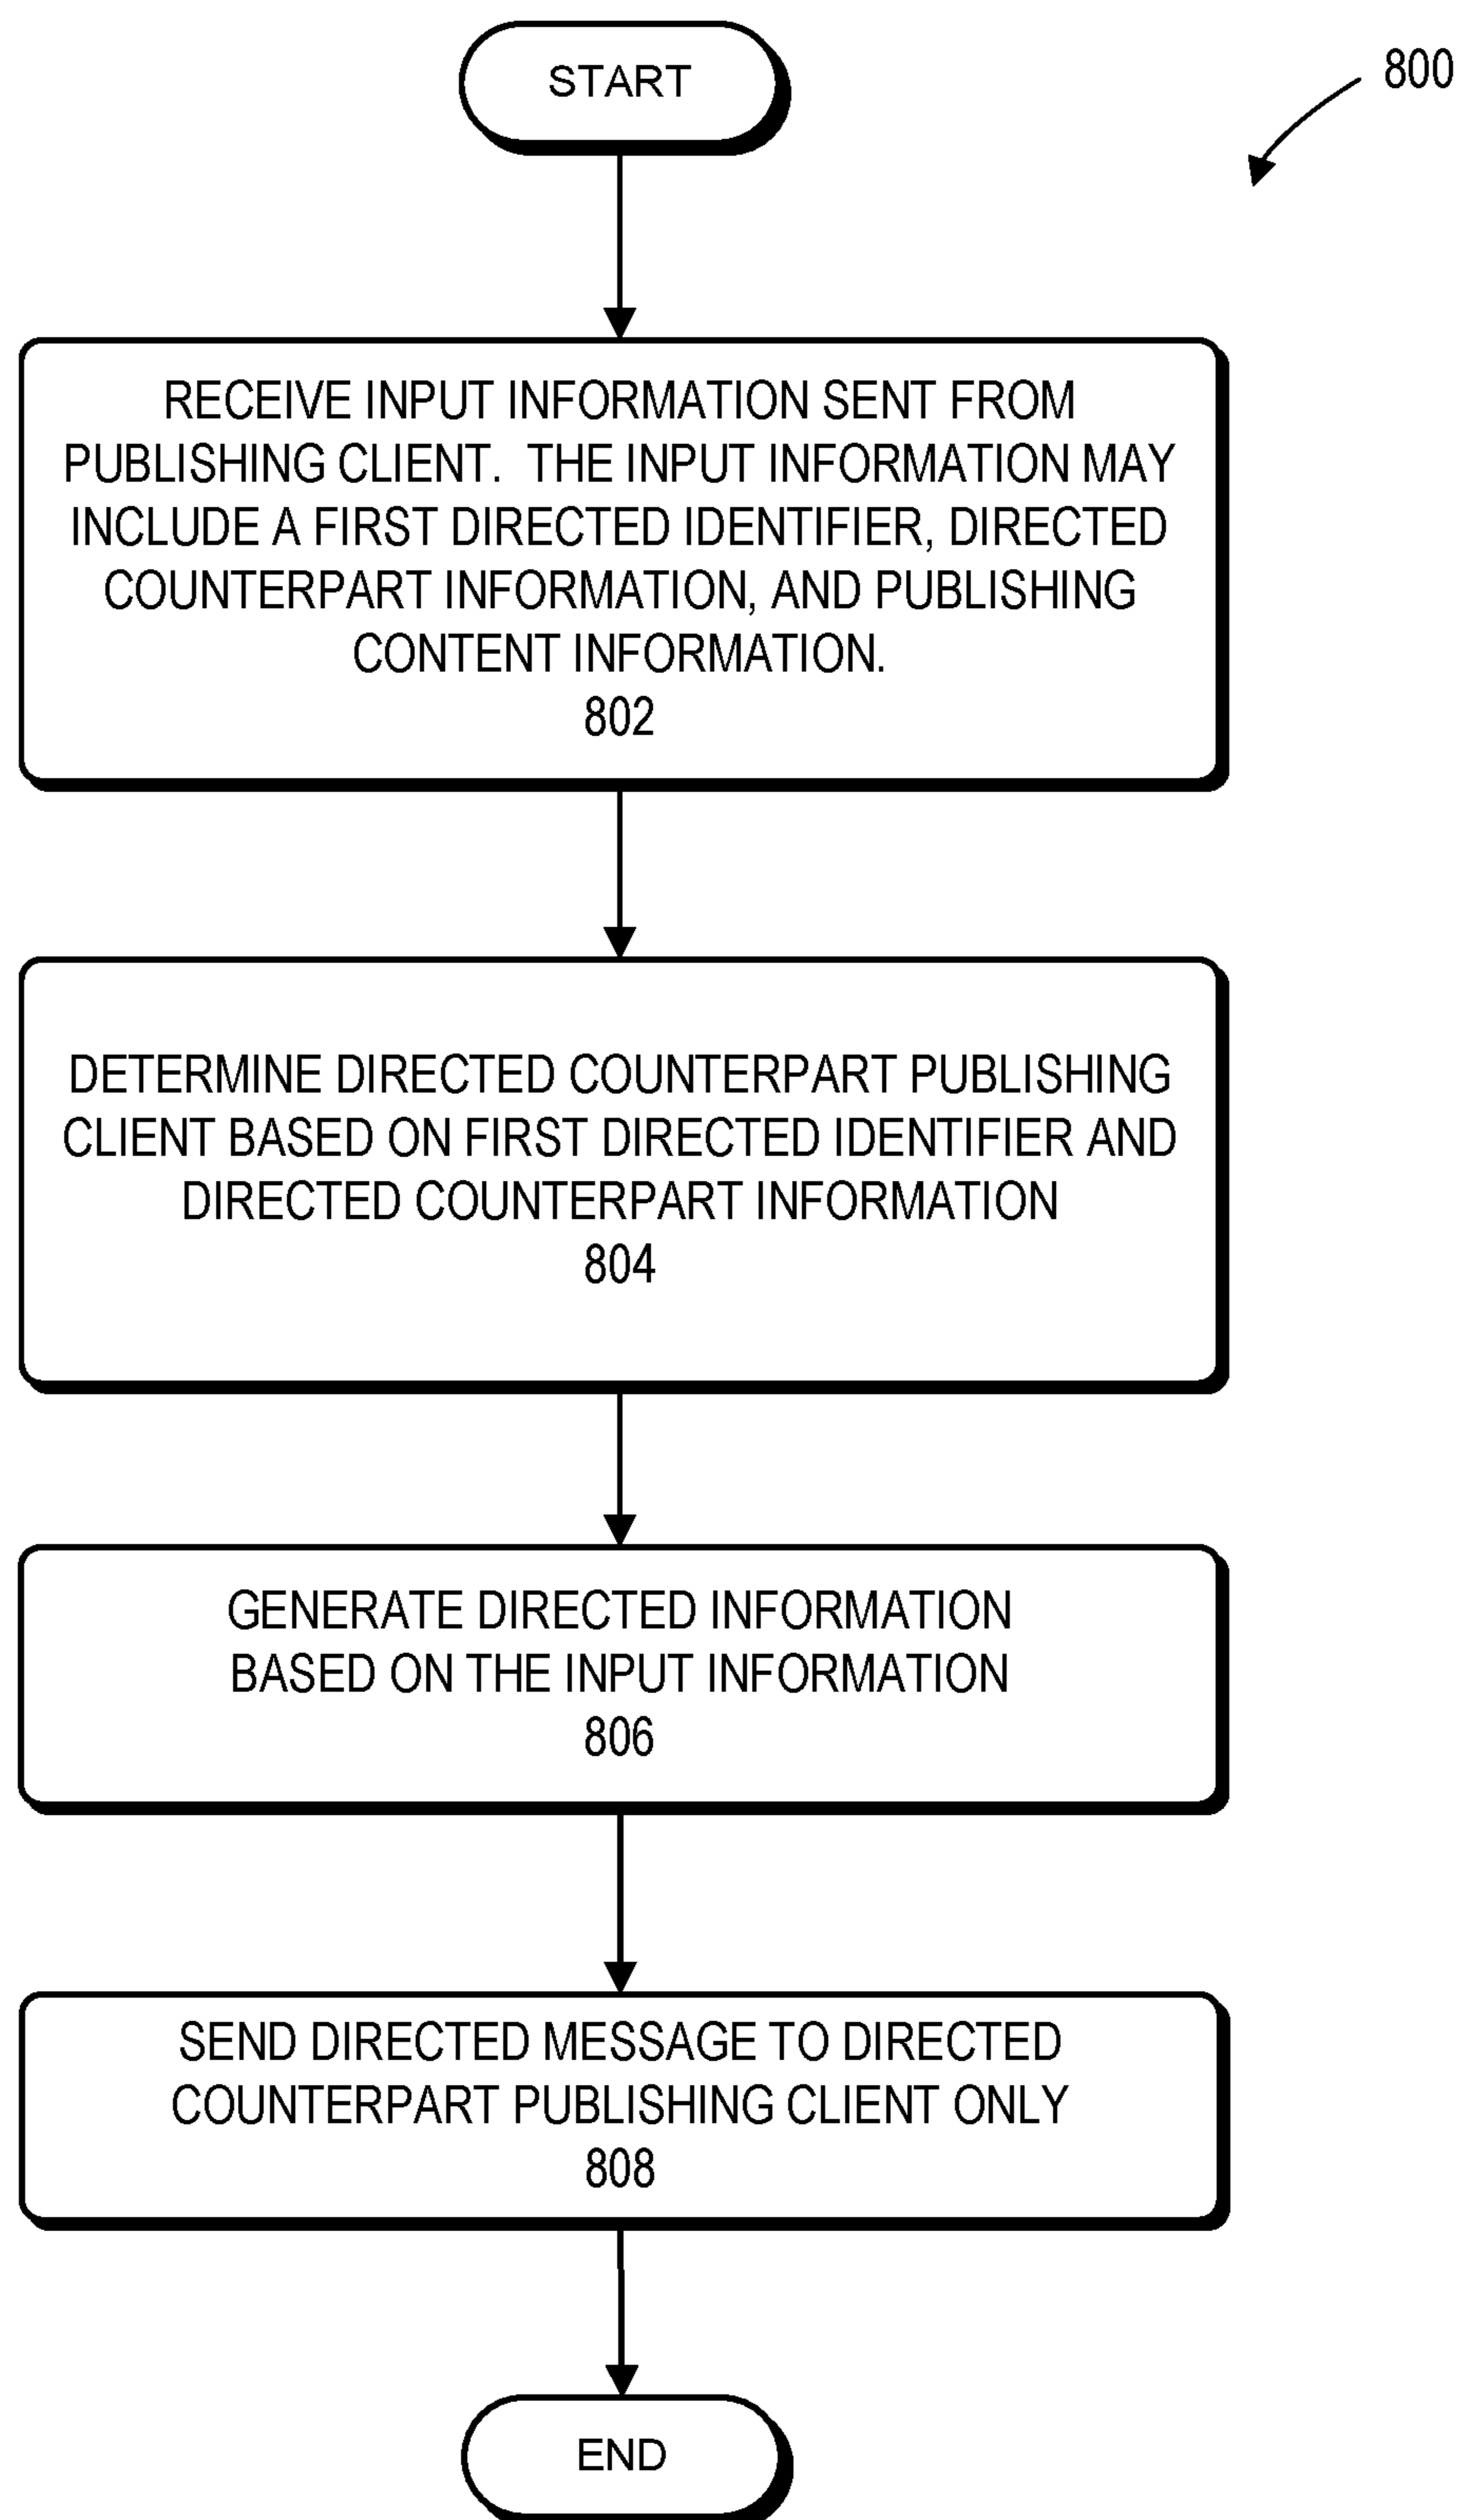 START
800
RECEIVE INPUT INFORMATION SENT FROM
PUBLISHING CLIENT. THE INPUT INFORMATION MAY
INCLUDE A FIRST DIRECTED IDENTIFIER, DIRECTED
COUNTERPART INFORMATION, AND PUBLISHING
CONTENT INFORMATION.
802
DETERMINE DIRECTED COUNTERPART PUBLISHING
CLIENT BASED ON FIRST DIRECTED IDENTIFIER AND
DIRECTED COUNTERPART INFORMATION
804
GENERATE DIRECTED INFORMATION
BASED ON THE INPUT INFORMATION
806
SEND DIRECTED MESSAGE TO DIRECTED
COUNTERPART PUBLISHING CLIENT ONLY
808
END